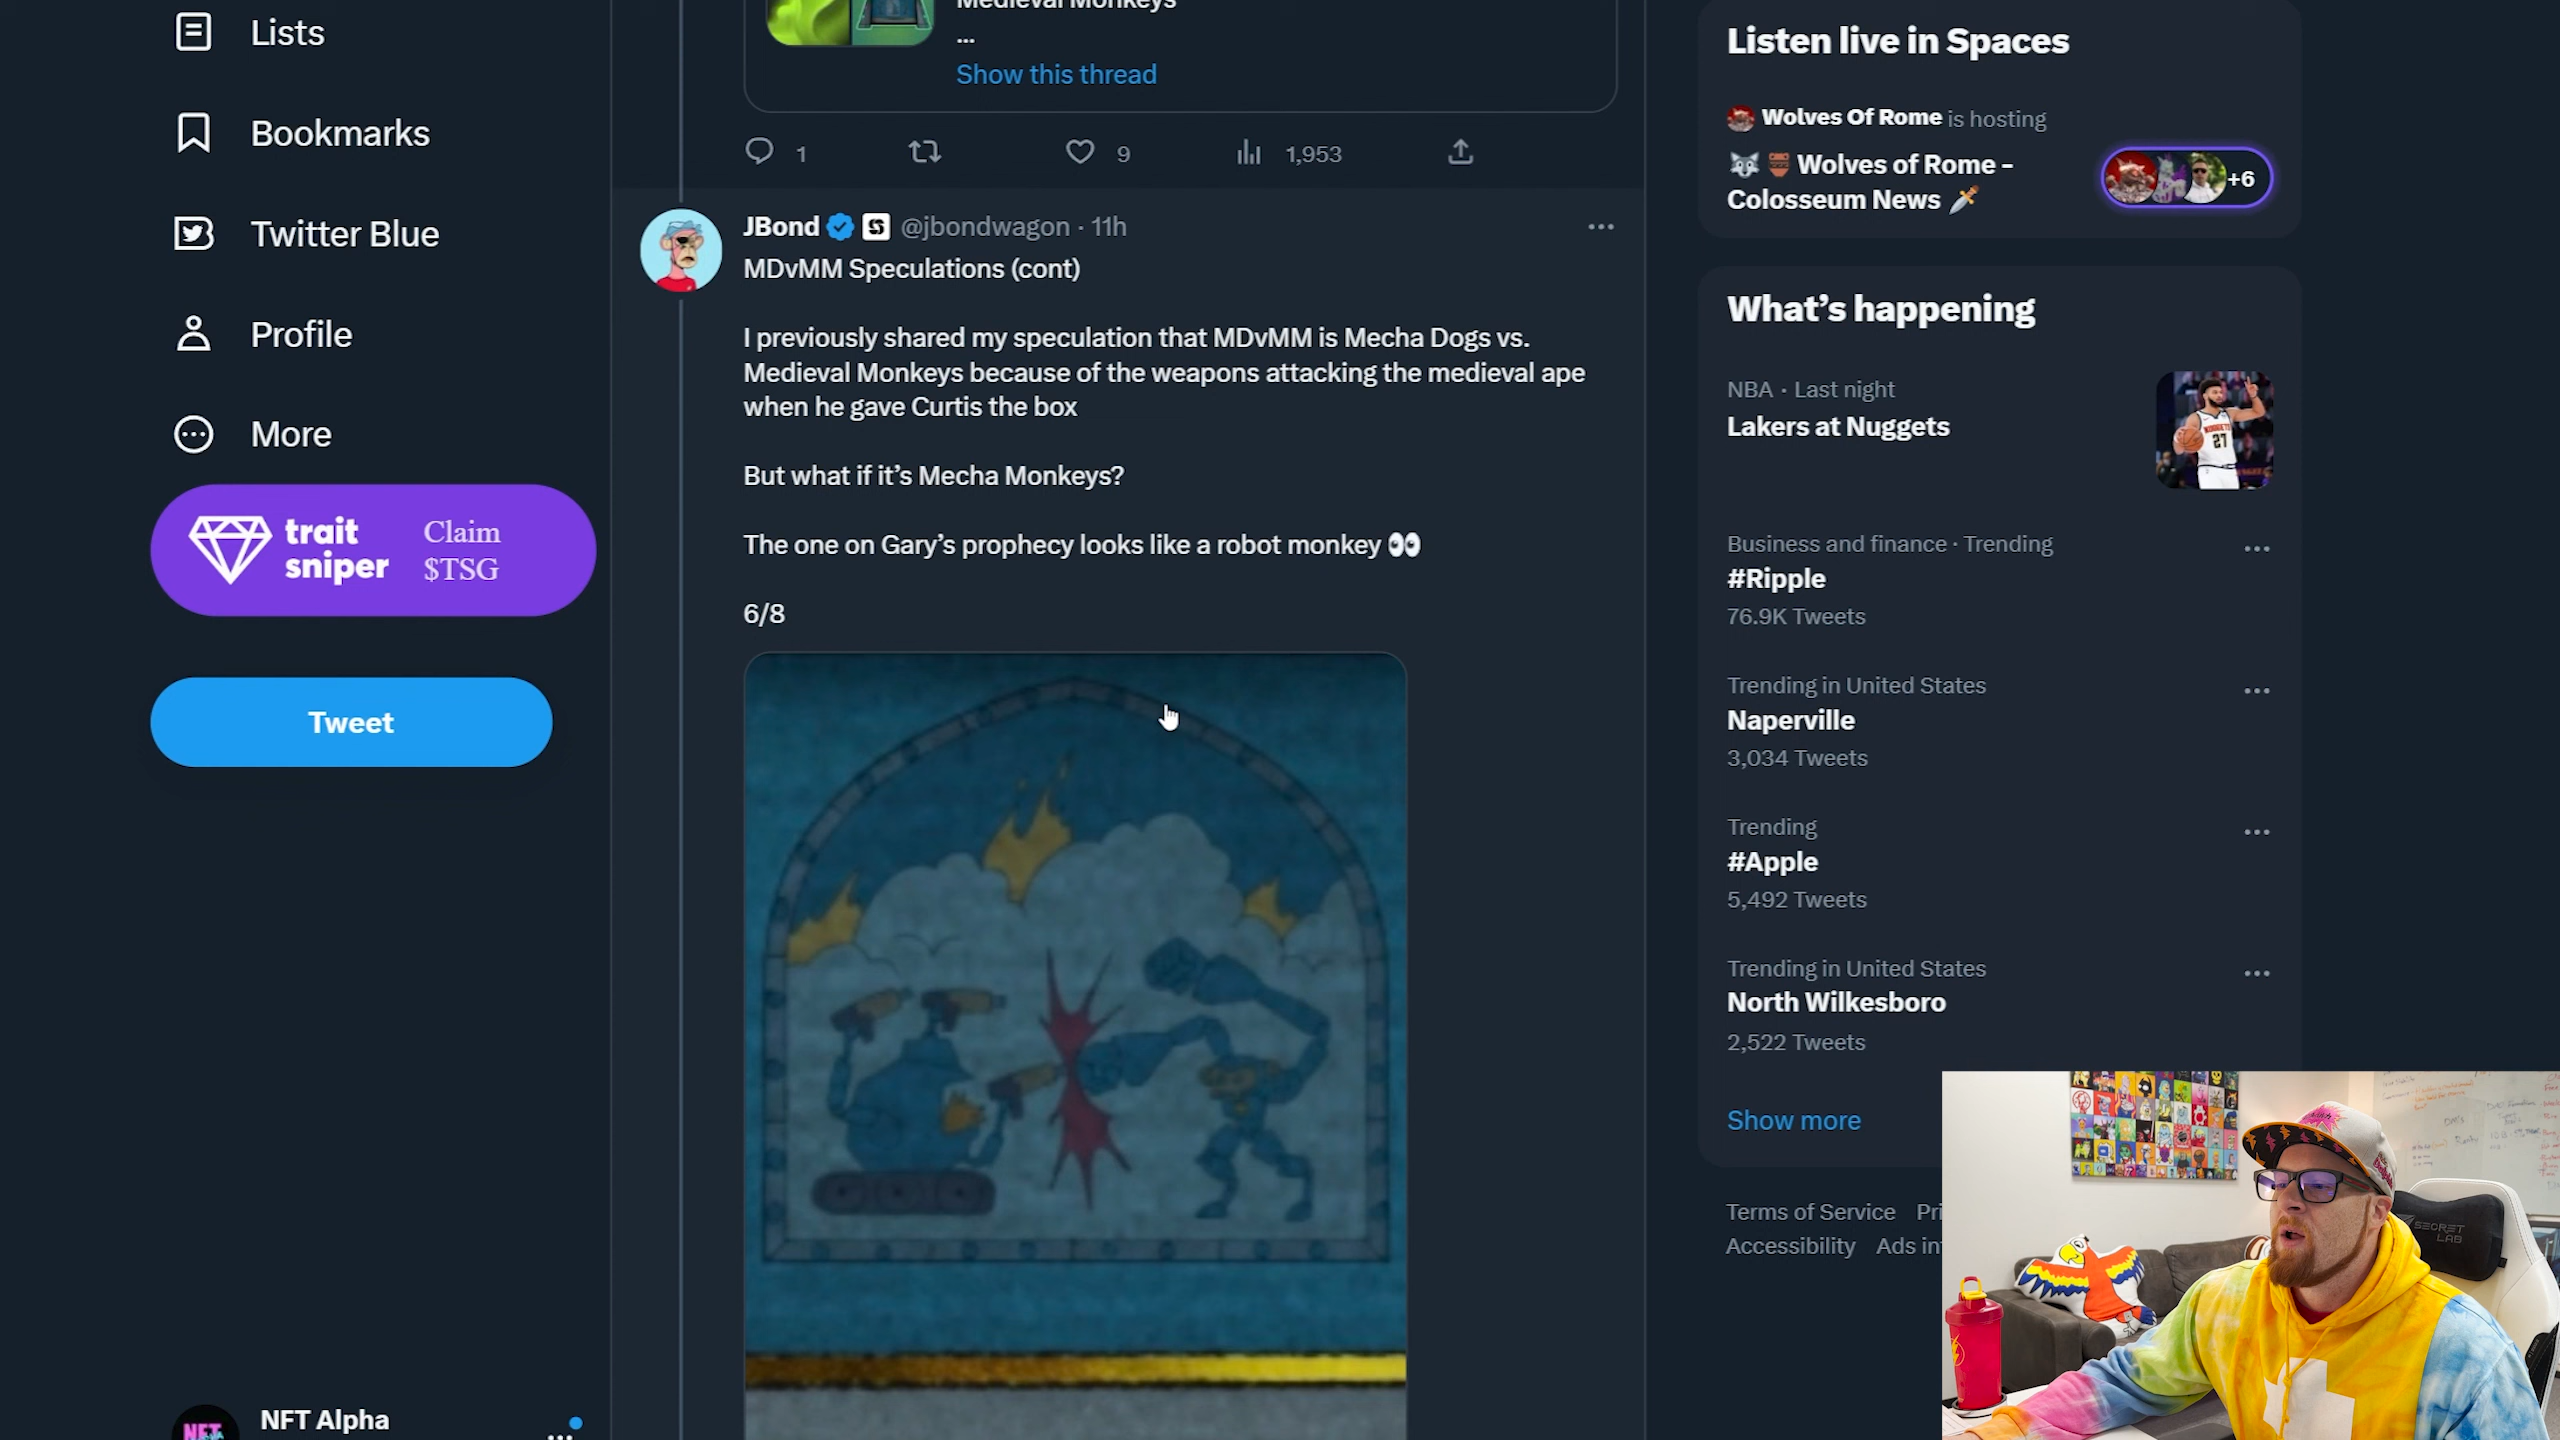 Lists
Bookmarks
Twitter Blue
Profile
More
trait
sniper
Claim
$TSG
Tweet
NFT Alpha
...
Show this thread
1
9
1,953
JBond @jbondwagon · 11h
MDvMM Speculations (cont)
I previously shared my speculation that MDvMM is Mecha Dogs vs.
Medieval Monkeys because of the weapons attacking the medieval ape
when he gave Curtis the box
But what if it’s Mecha Monkeys?
The one on Gary’s prophecy looks like a robot monkey 👀
6/8
Listen live in Spaces
Wolves Of Rome is hosting
🐺🏺 Wolves of Rome -
Colosseum News 🗡️
+6
What’s happening
NBA · Last night
Lakers at Nuggets
Business and finance · Trending
#Ripple
76.9K Tweets
Trending in United States
Naperville
3,034 Tweets
Trending
#Apple
5,492 Tweets
Trending in United States
North Wilkesboro
2,522 Tweets
Show more
Terms of Service
Accessibility Ads
SECRET
LAB